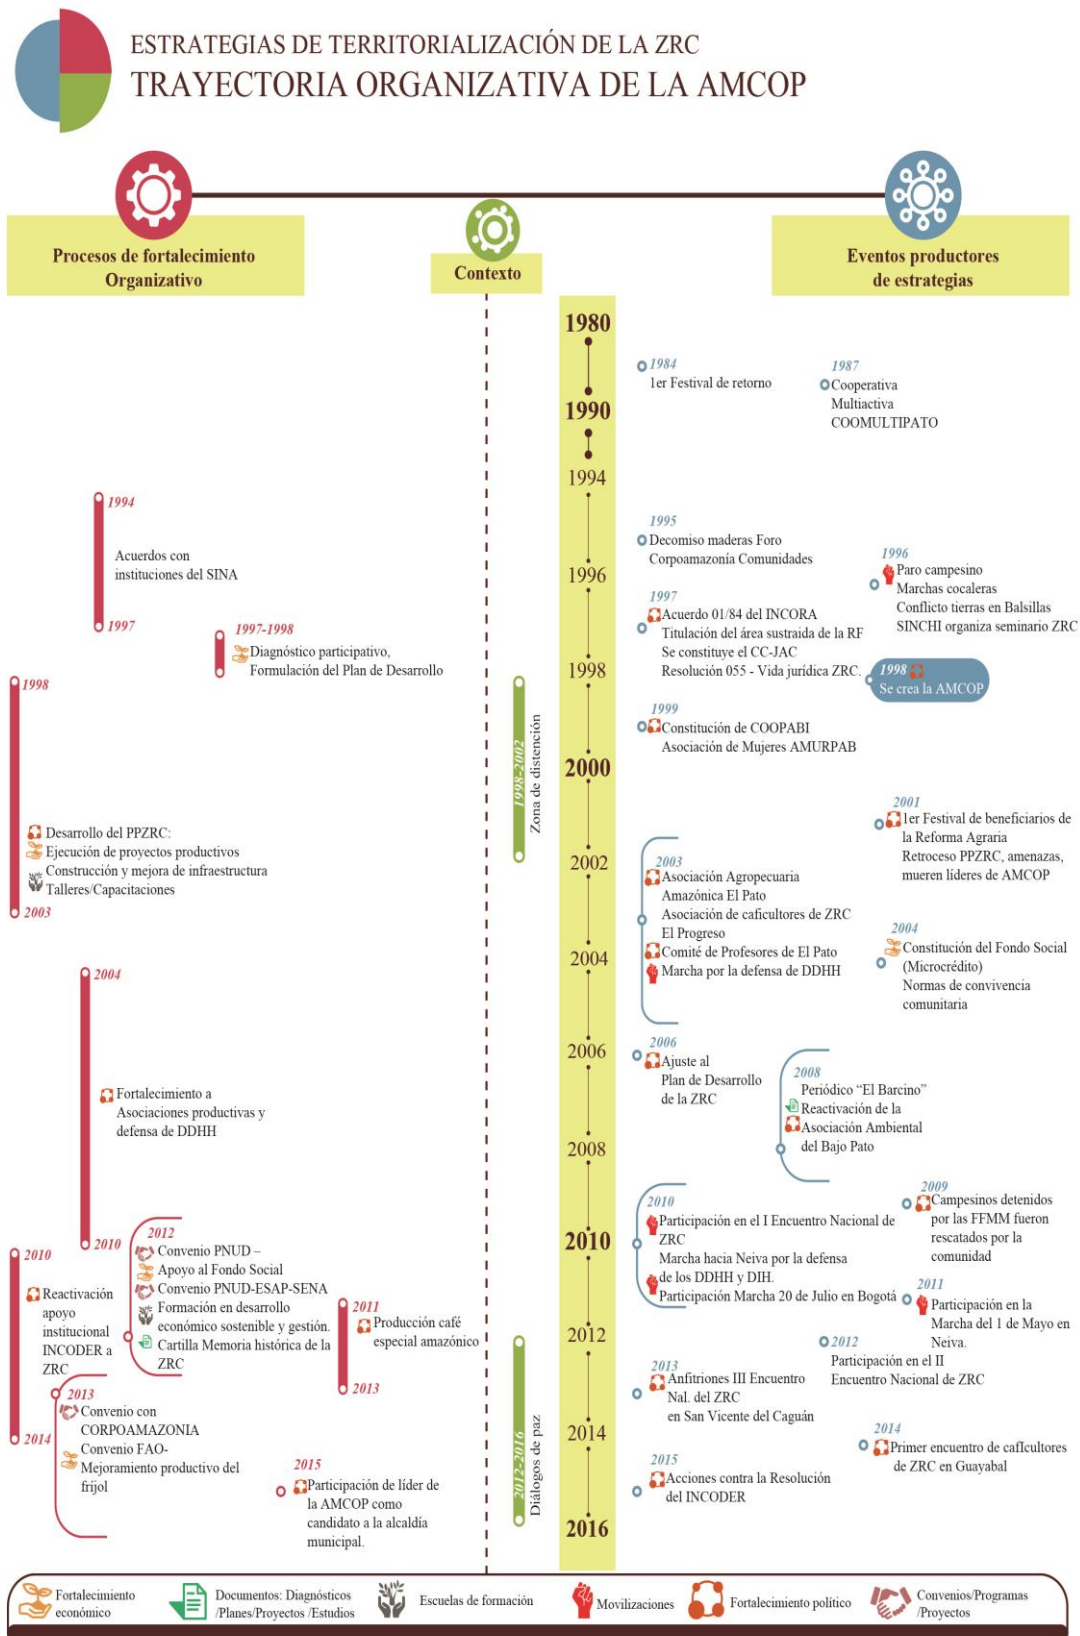 ESTRATEGIAS DE TERRITORIALIZACIÓN DE LA ZRC
TRAYECTORIA ORGANIZATIVA DE LA AMCOP
Procesos de fortalecimiento
Organizativo
Contexto
Eventos productores
de estrategias
1980
1990
1994
1996
1998
2000
2002
2004
2006
2008
2010
2012
2014
2016
1994
Acuerdos con
instituciones del SINA
1997
1997-1998
Diagnóstico participativo,
Formulación del Plan de Desarrollo
1998
Desarrollo del PPZRC:
Ejecución de proyectos productivos
Construcción y mejora de infraestructura
Talleres/Capacitaciones
2003
2004
Fortalecimiento a
Asociaciones productivas y
defensa de DDHH
2010
2010
Reactivación
apoyo
institucional
INCODER a
ZRC
2014
2012
Convenio PNUD –
Apoyo al Fondo Social
Convenio PNUD-ESAP-SENA
Formación en desarrollo
económico sostenible y gestión.
Cartilla Memoria histórica de la
ZRC
2011
Producción café
especial amazónico
2013
2013
Convenio con
CORPOAMAZONIA
Convenio FAO-
Mejoramiento productivo del
fríjol
2015
Participación de líder de
la AMCOP como
candidato a la alcaldía
municipal.
1998-2002
Zona de distención
2012-2016
Diálogos de paz
1984
1er Festival de retorno
1987
Cooperativa
Multiactiva
COOMULTIPATO
1995
Decomiso maderas Foro
Corpoamazonía Comunidades
1996
Paro campesino
Marchas cocaleras
Conflicto tierras en Balsillas
SINCHI organiza seminario ZRC
1997
Acuerdo 01/84 del INCORA
Titulación del área sustraida de la RF
Se constituye el CC-JAC
Resolución 055 - Vida jurídica ZRC.
1998
Se crea la AMCOP
1999
Constitución de COOPABI
Asociación de Mujeres AMURPAB
2001
1er Festival de beneficiarios de
la Reforma Agraria
Retroceso PPZRC, amenazas,
mueren líderes de AMCOP
2003
Asociación Agropecuaria
Amazónica El Pato
Asociación de caficultores de ZRC
El Progreso
Comité de Profesores de El Pato
Marcha por la defensa de DDHH
2004
Constitución del Fondo Social
(Microcrédito)
Normas de convivencia
comunitaria
2006
Ajuste al
Plan de Desarrollo
de la ZRC
2008
Periódico “El Barcino”
Reactivación de la
Asociación Ambiental
del Bajo Pato
2009
Campesinos detenidos
por las FFMM fueron
rescatados por la
comunidad
2010
Participación en el I Encuentro Nacional de
ZRC
Marcha hacia Neiva por la defensa
de los DDHH y DIH.
Participación Marcha 20 de Julio en Bogotá
2011
Participación en la
Marcha del 1 de Mayo en
Neiva.
2012
Participación en el II
Encuentro Nacional de ZRC
2013
Anfitriones III Encuentro
Nal. del ZRC
en San Vicente del Caguán
2014
Primer encuentro de cafIcultores
de ZRC en Guayabal
2015
Acciones contra la Resolución
del INCODER
Fortalecimiento
económico
Documentos: Diagnósticos
/Planes/Proyectos /Estudios
Escuelas de formación
Movilizaciones
Fortalecimiento político
Convenios/Programas
/Proyectos